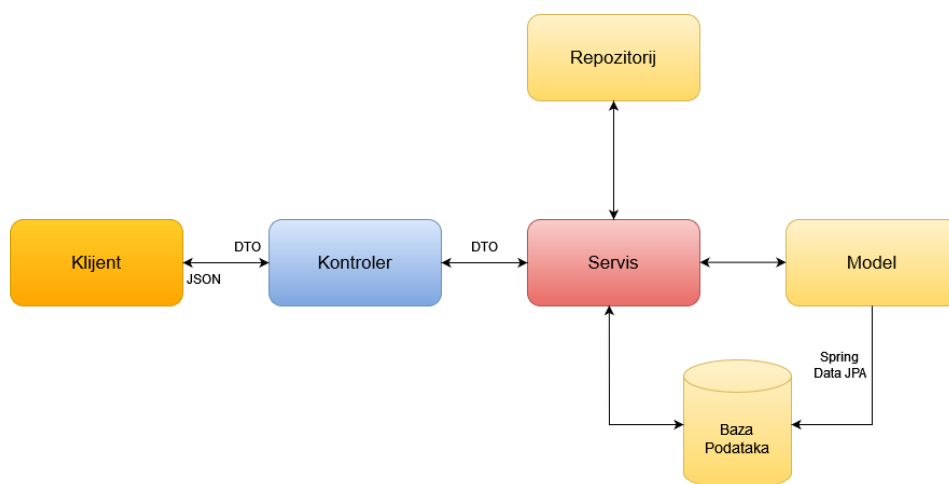 Repozitorij
Klijent
DTO
JSON
Kontroler
DTO
Servis
Model
Spring
Data JPA
Baza
Podataka